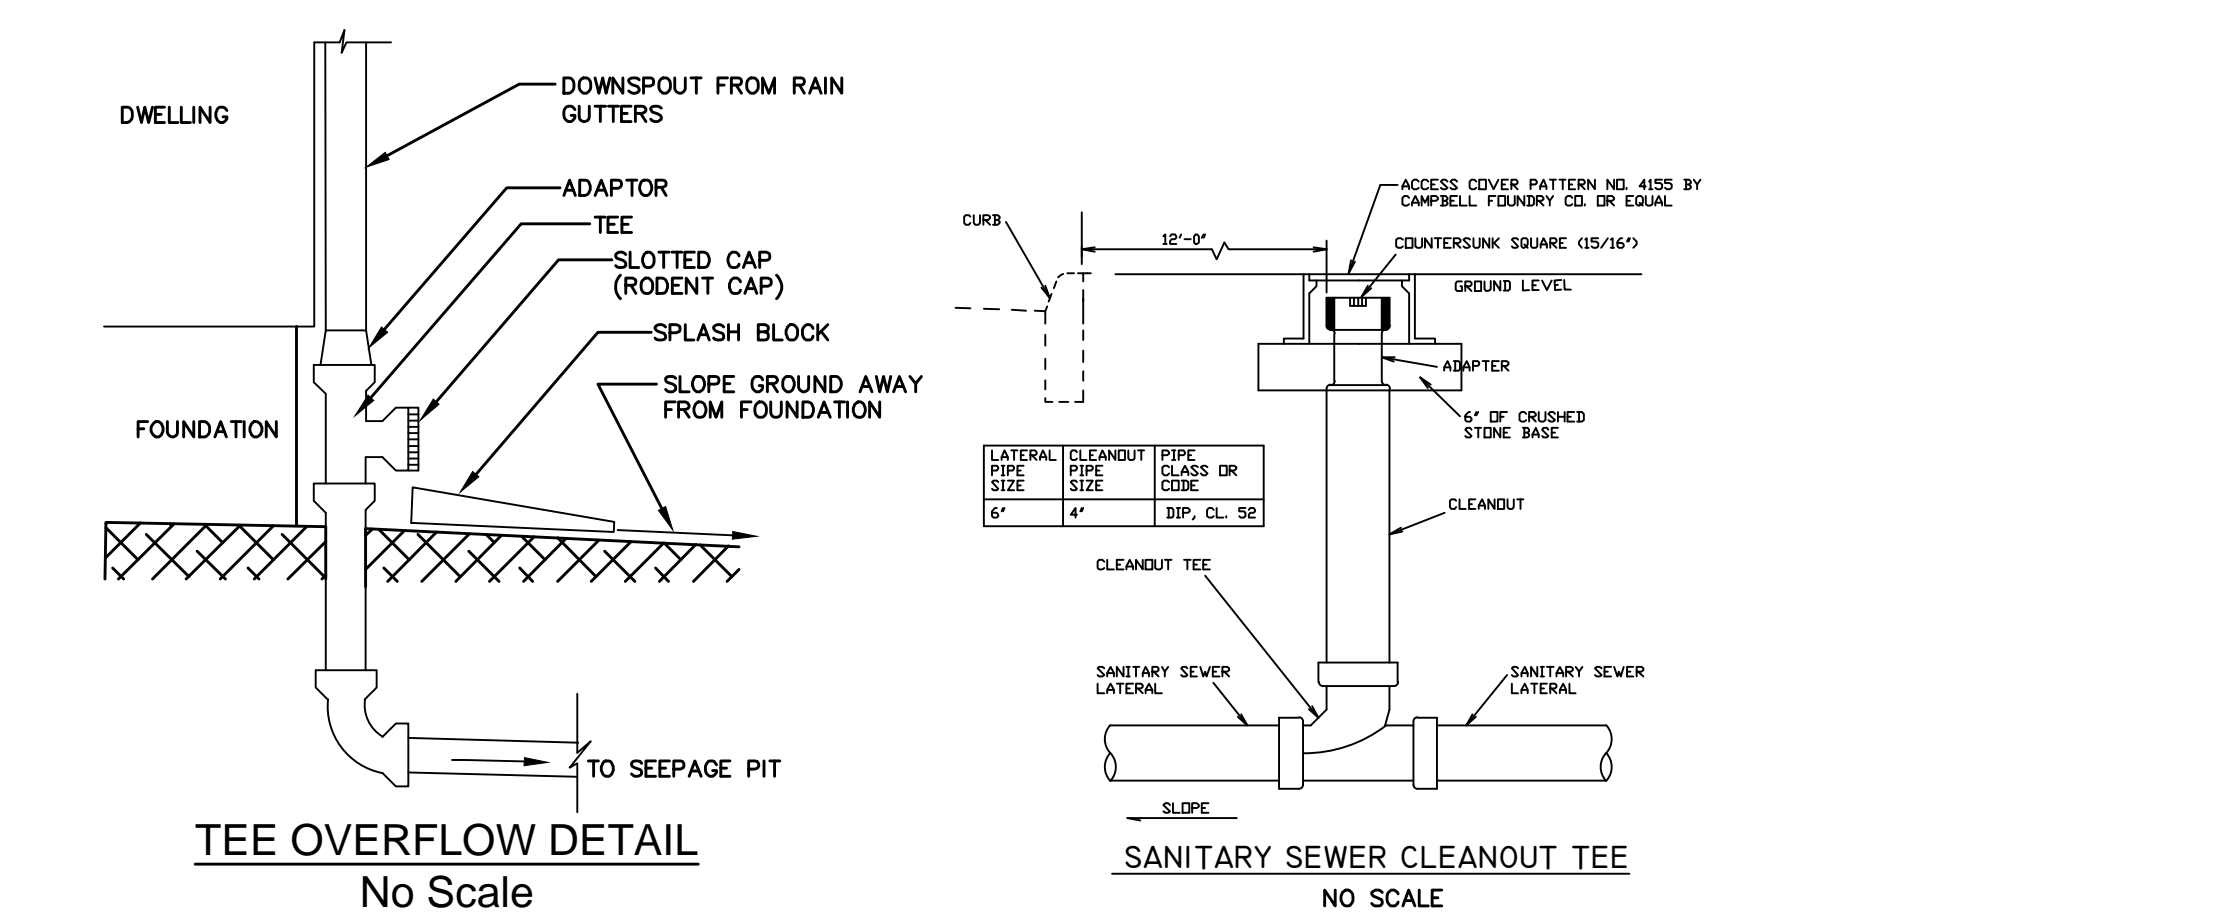 DWELLING
DOWNSPOUT FROM RAIN
GUTTERS
ADAPTOR
TEE
SLOTTED CAP
(RODENT CAP)
SPLASH BLOCK
SLOPE GROUND AWAY
FROM FOUNDATION
FOUNDATION
TO SEEPAGE PIT
TEE OVERFLOW DETAIL
No Scale
CURB
12'-0"
ACCESS COVER PATTERN NO. 4155 BY
CAMPBELL FOUNDRY CO. OR EQUAL
COUNTERSUNK SQUARE (15/16")
GROUND LEVEL
ADAPTER
6" OF CRUSHED
STONE BASE
LATERAL PIPE SIZE CLEANOUT PIPE SIZE PIPE CLASS OR CODE
6" 4" DIP, CL. 52
CLEANOUT
CLEANOUT TEE
SANITARY SEWER
LATERAL
SANITARY SEWER
LATERAL
SLOPE
SANITARY SEWER CLEANOUT TEE
NO SCALE